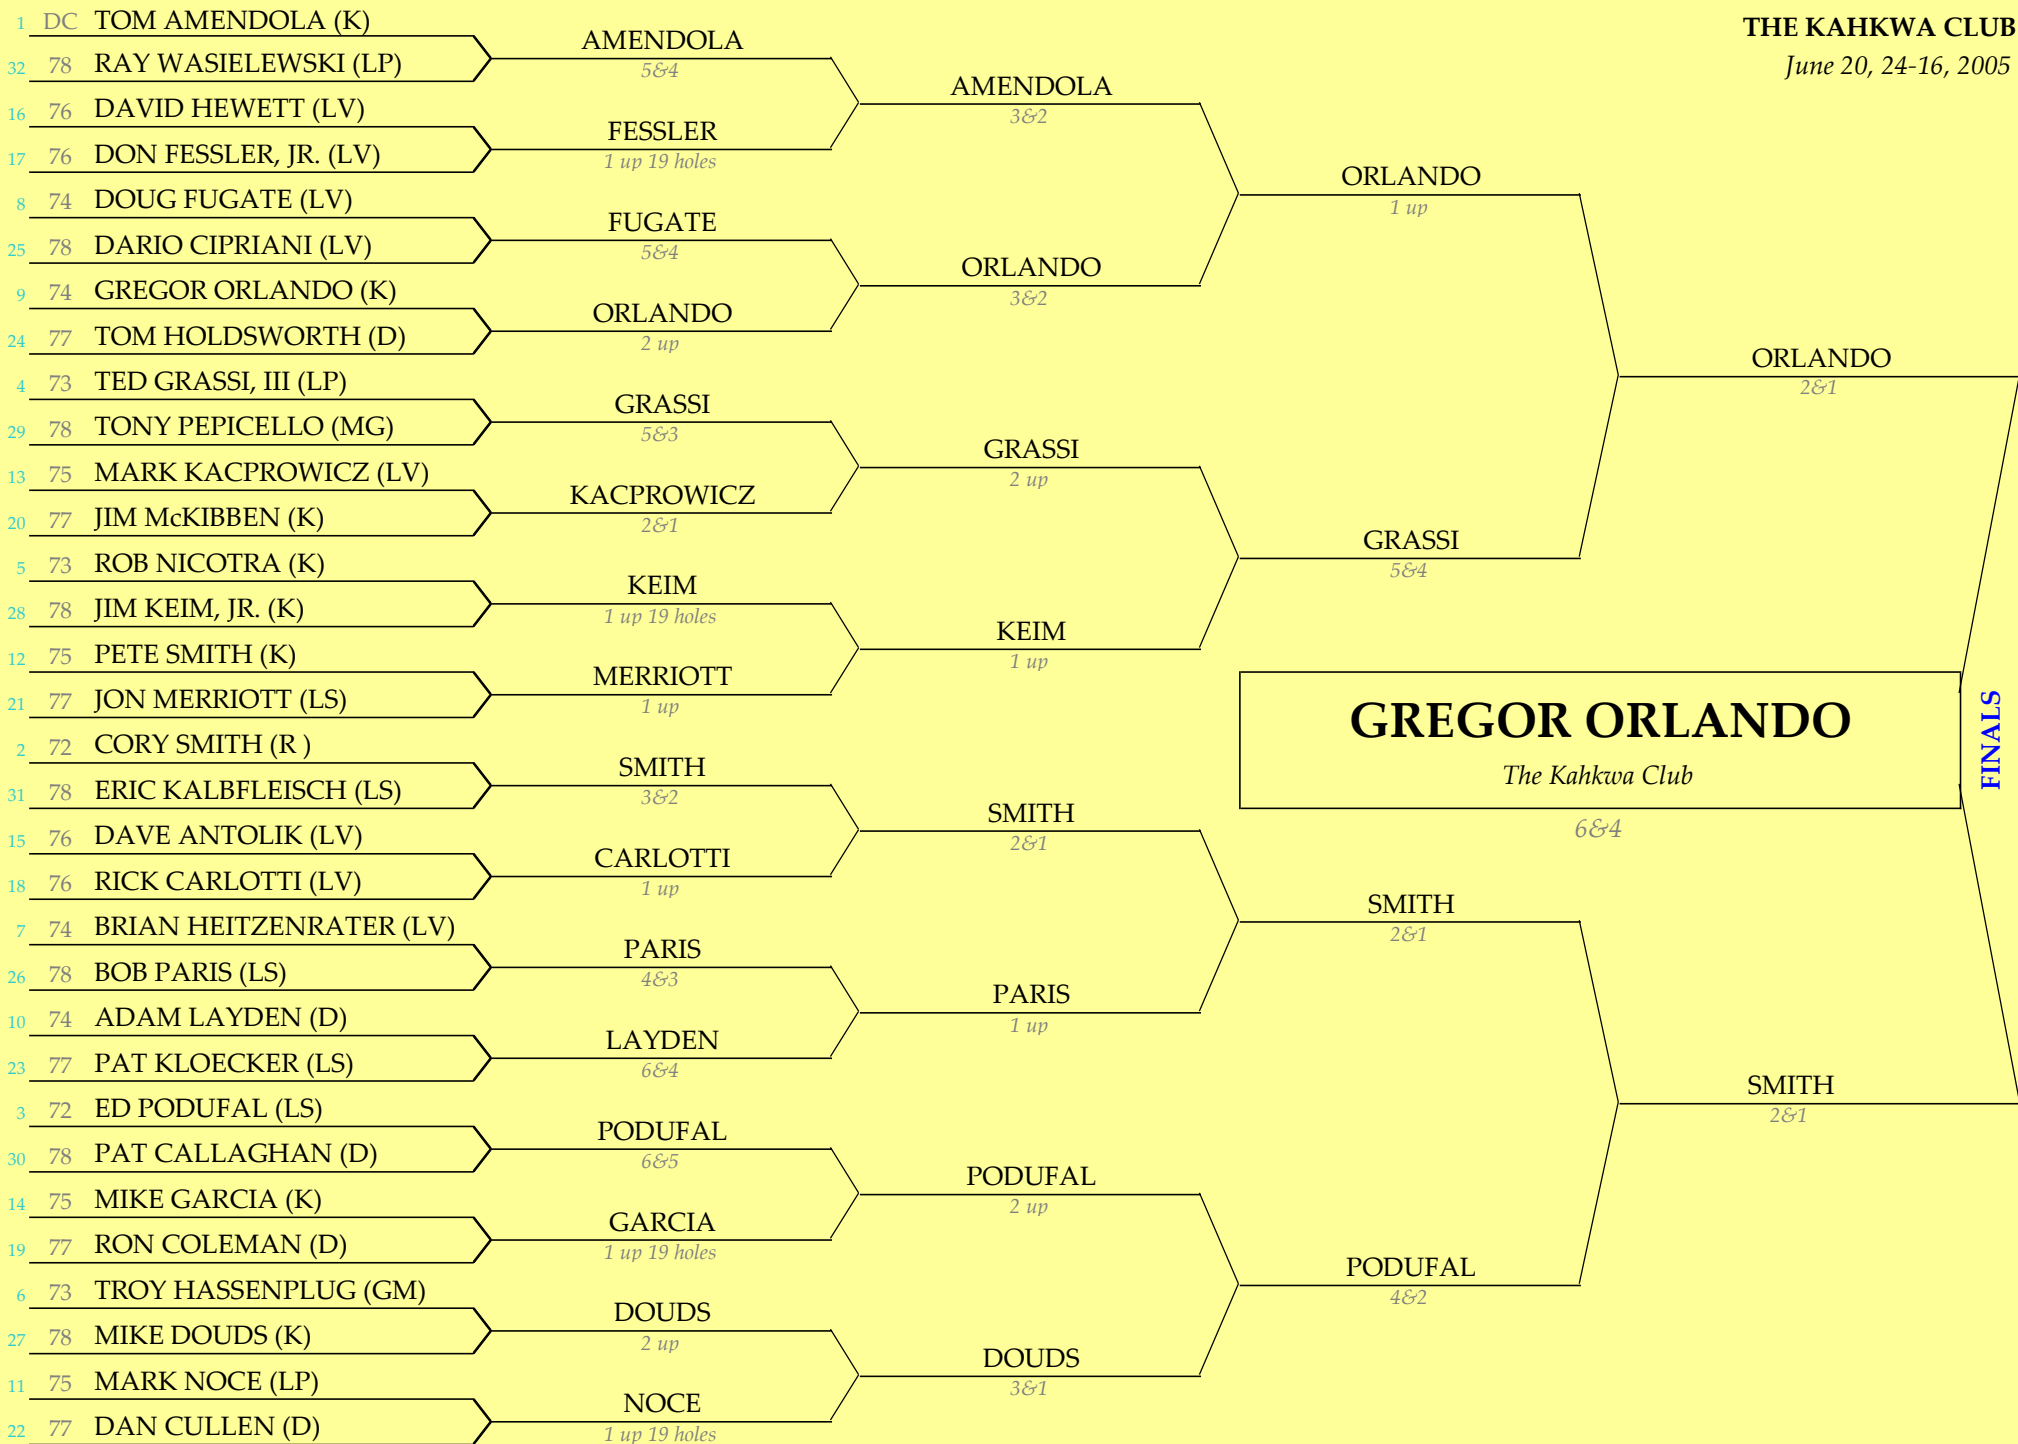 THE KAHKWA CLUB
June 20, 24-16, 2005
1 DC TOM AMENDOLA (K)
32 78 RAY WASIELEWSKI (LP)
16 76 DAVID HEWETT (LV)
17 76 DON FESSLER, JR. (LV)
8 74 DOUG FUGATE (LV)
25 78 DARIO CIPRIANI (LV)
9 74 GREGOR ORLANDO (K)
24 77 TOM HOLDSWORTH (D)
4 73 TED GRASSI, III (LP)
29 78 TONY PEPICELLO (MG)
13 75 MARK KACPROWICZ (LV)
20 77 JIM McKIBBEN (K)
5 73 ROB NICOTRA (K)
28 78 JIM KEIM, JR. (K)
12 75 PETE SMITH (K)
21 77 JON MERRIOTT (LS)
2 72 CORY SMITH (R )
31 78 ERIC KALBFLEISCH (LS)
15 76 DAVE ANTOLIK (LV)
18 76 RICK CARLOTTI (LV)
7 74 BRIAN HEITZENRATER (LV)
26 78 BOB PARIS (LS)
10 74 ADAM LAYDEN (D)
23 77 PAT KLOECKER (LS)
3 72 ED PODUFAL (LS)
30 78 PAT CALLAGHAN (D)
14 75 MIKE GARCIA (K)
19 77 RON COLEMAN (D)
6 73 TROY HASSENPLUG (GM)
27 78 MIKE DOUDS (K)
11 75 MARK NOCE (LP)
22 77 DAN CULLEN (D)
AMENDOLA
5&4
FESSLER
1 up 19 holes
FUGATE
5&4
ORLANDO
2 up
GRASSI
5&3
KACPROWICZ
2&1
KEIM
1 up 19 holes
MERRIOTT
1 up
SMITH
3&2
CARLOTTI
1 up
PARIS
4&3
LAYDEN
6&4
PODUFAL
6&5
GARCIA
1 up 19 holes
DOUDS
2 up
NOCE
1 up 19 holes
AMENDOLA
3&2
ORLANDO
3&2
GRASSI
2 up
KEIM
1 up
SMITH
2&1
PARIS
1 up
PODUFAL
2 up
DOUDS
3&1
ORLANDO
1 up
GRASSI
5&4
SMITH
2&1
PODUFAL
4&2
ORLANDO
2&1
SMITH
2&1
FINALS
GREGOR ORLANDO
The Kahkwa Club
6&4